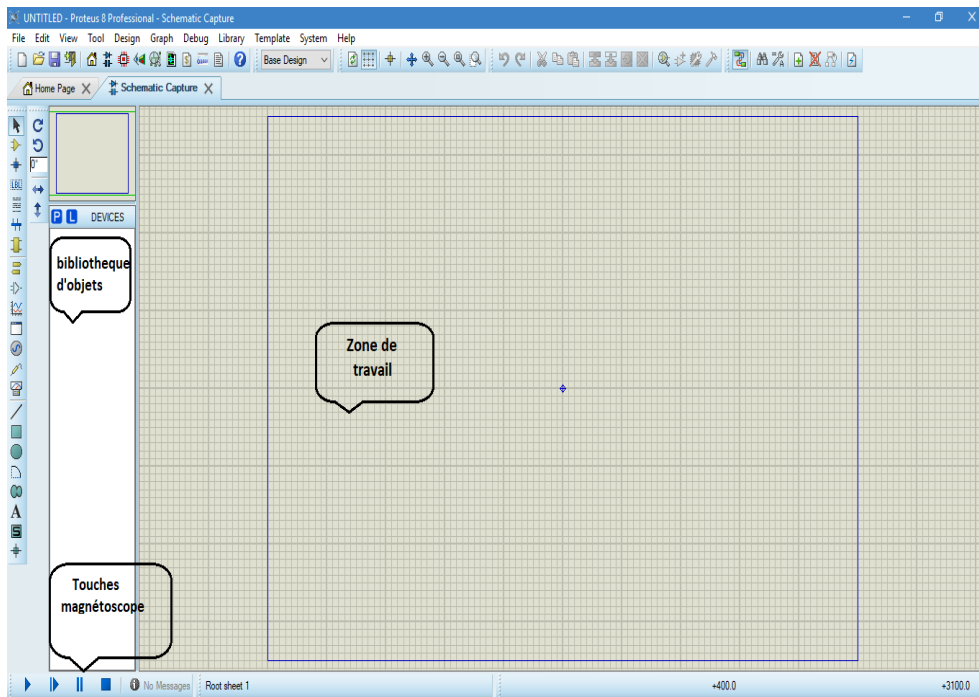 UNTITLED - Proteus 8 Professional - Schematic Capture
File Edit View Tool Design Graph Debug Library Template System Help
Base Design
Home Page Schematic Capture
0°
LBL
P L DEVICES
bibliotheque
d'objets
Zone de
travail
A
S
Touches
magnétoscope
No Messages Root sheet 1 +400.0 +3100.0